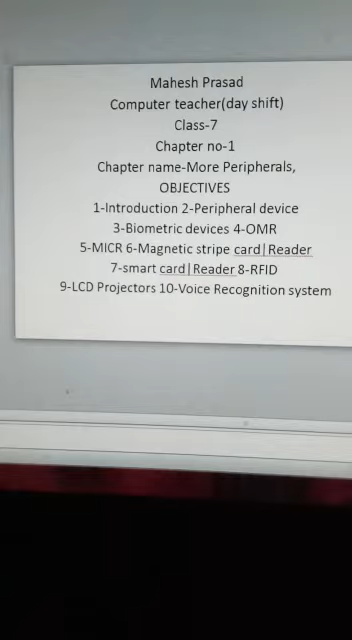 Mahesh Prasad
Computer teacher(day shift)
Class-7
Chapter no-1
Chapter name-More Peripherals,
OBJECTIVES
1-Introduction 2-Peripheral device
3-Biometric devices 4-OMR
5-MICR 6-Magnetic stripe card|Reader
7-smart card|Reader 8-RFID
9-LCD Projectors 10-Voice Recognition system